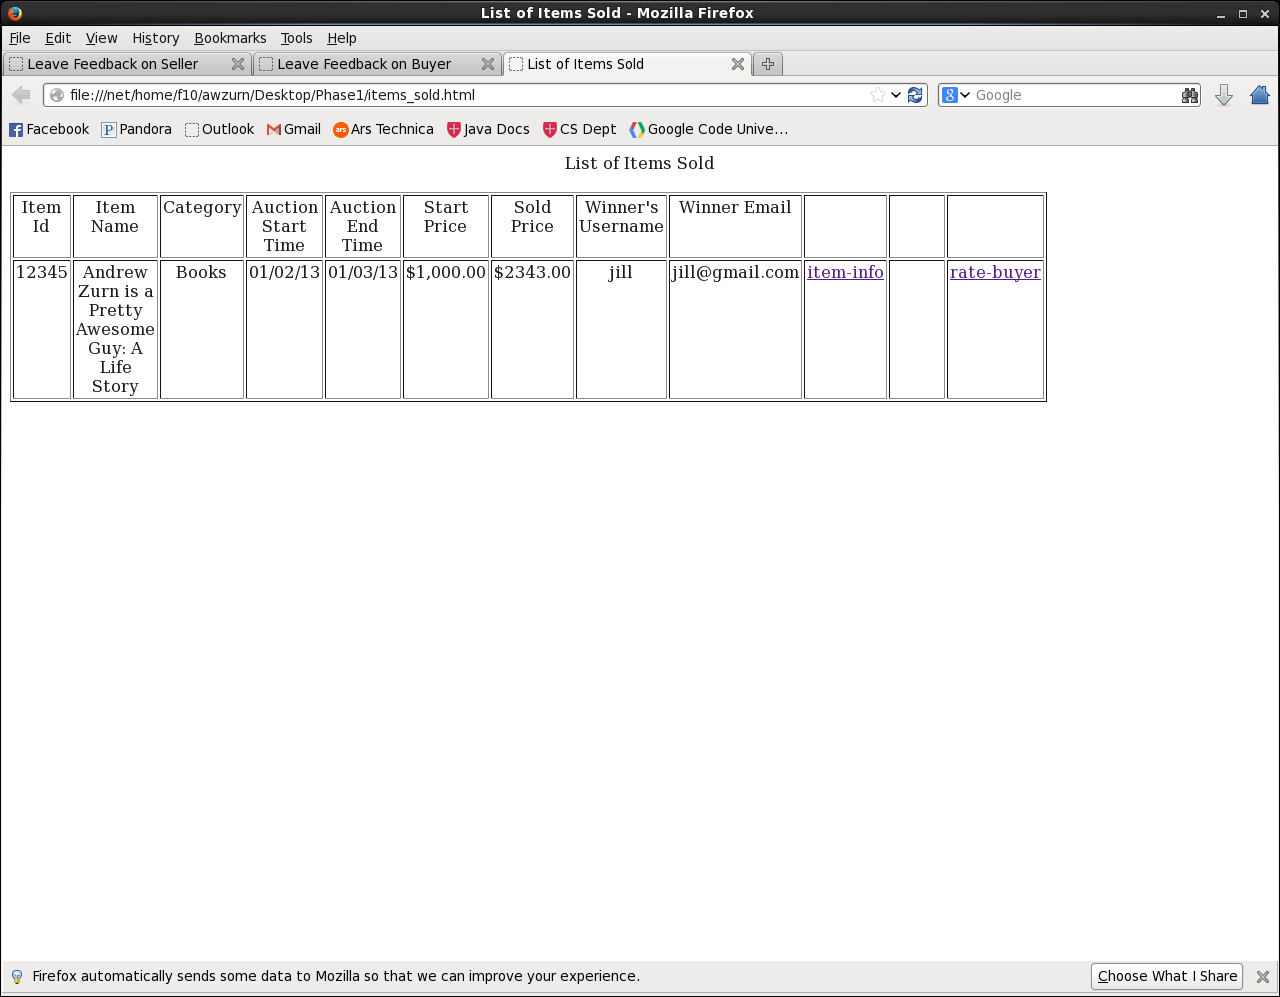 List of Items Sold - Mozilla Firefox
File Edit View History Bookmarks Tools Help
Leave Feedback on Seller Leave Feedback on Buyer List of Items Sold
file:///net/home/f10/awzurn/Desktop/Phase1/items_sold.html Google
Facebook Pandora Outlook Gmail Ars Technica Java Docs CS Dept Google Code Unive...
List of Items Sold
Item Item Category Auction Auction Start Sold Winner's Winner Email
Id Name Start End Price Price Username
Time Time
12345 Andrew Books 01/02/13 01/03/13 $1,000.00 $2343.00 jill jill@gmail.com item-info rate-buyer
Zurn is a
Pretty
Awesome
Guy: A
Life
Story
Firefox automatically sends some data to Mozilla so that we can improve your experience. Choose What I Share